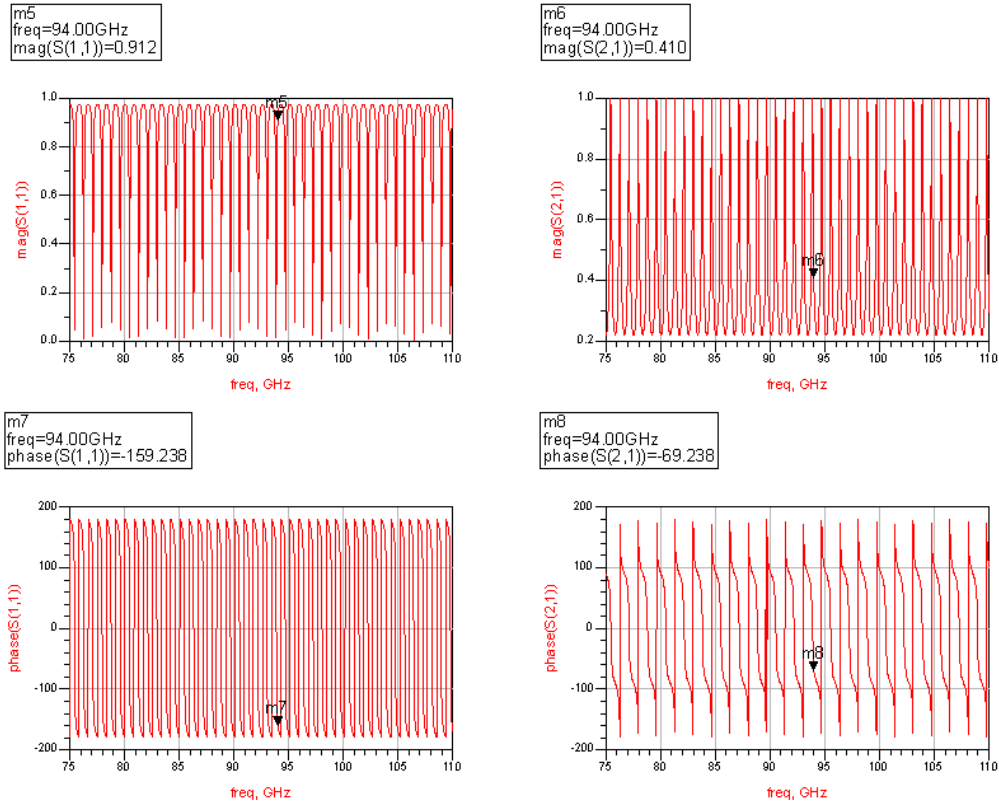 m5
freq=94.00GHz
mag(S(1,1))=0.912
m6
freq=94.00GHz
mag(S(2,1))=0.410
1.0
0.8
0.6
0.4
0.2
0.0
mag(S(1,1))
m5
75 80 85 90 95 100 105 110
freq, GHz
1.0
0.8
0.6
0.4
0.2
mag(S(2,1))
m6
75 80 85 90 95 100 105 110
freq, GHz
m7
freq=94.00GHz
phase(S(1,1))=-159.238
m8
freq=94.00GHz
phase(S(2,1))=-69.238
200
100
0
-100
-200
phase(S(1,1))
m7
75 80 85 90 95 100 105 110
freq, GHz
200
100
0
-100
-200
phase(S(2,1))
m8
75 80 85 90 95 100 105 110
freq, GHz